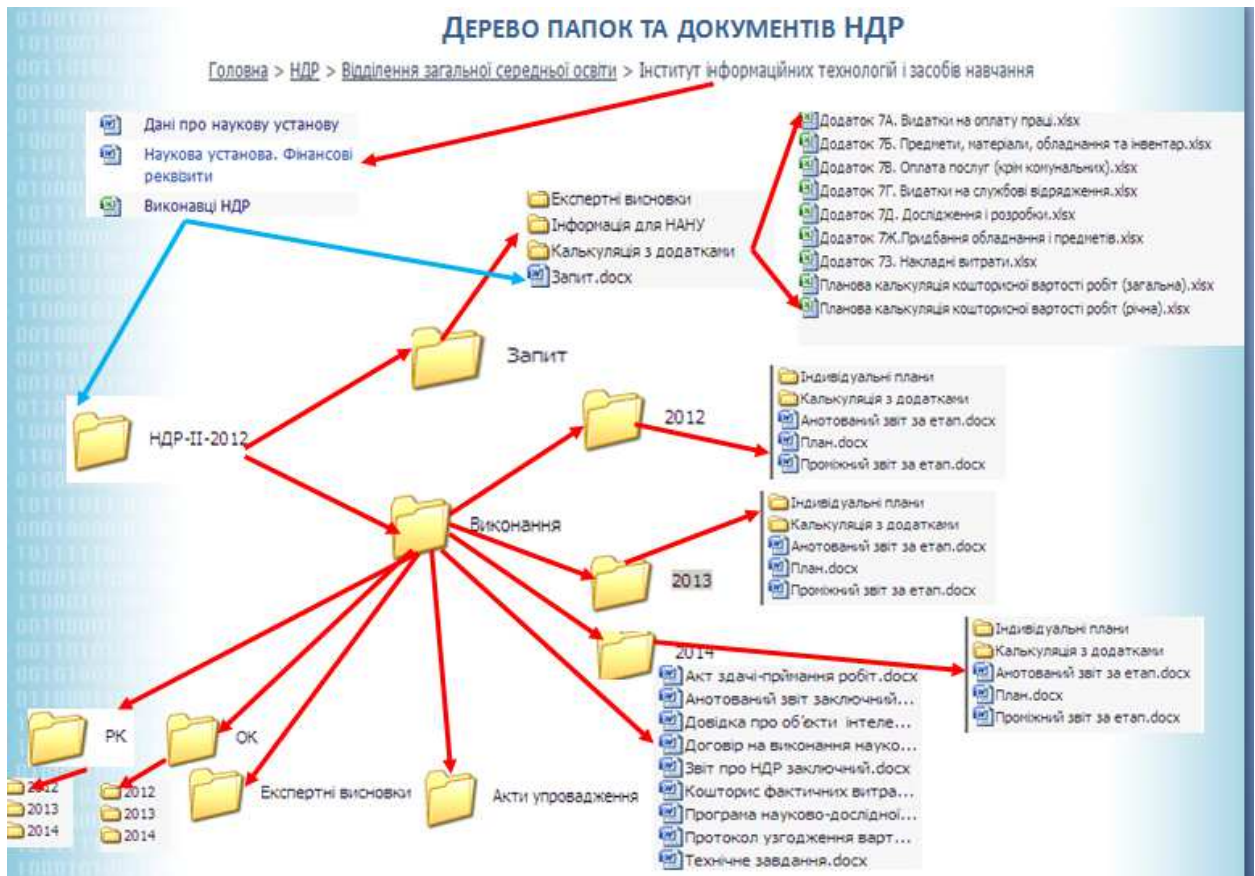 ДЕРЕВО ПАПОК ТА ДОКУМЕНТІВ НДР
Головна > НДР > Відділення загальної середньої освіти > Інститут інформаційних технологій і засобів навчання
Дані про наукову установу
Наукова установа. Фінансові
реквізити
Виконавці НДР
Експертні висновки
Інформація для НАНУ
Калькуляція з додатками
Запит.docx
Додаток 7А. Видатки на оплату праці.xlsx
Додаток 7Б. Предмети, матеріали, обладнання та інвентар.xlsx
Додаток 7В. Оплата послуг (крім комунальних).xlsx
Додаток 7Г. Видатки на службові відрядження.xlsx
Додаток 7Д. Дослідження і розробки.xlsx
Додаток 7Ж.Придбання обладнання і предметів.xlsx
Додаток 7З. Накладні витрати.xlsx
Планова калькуляція кошторисної вартості робіт (загальна).xlsx
Планова калькуляція кошторисної вартості робіт (річна).xlsx
Запит
НДР-ІІ-2012
2012
Індивідуальні плани
Калькуляція з додатками
Анотований звіт за етап.docx
План.docx
Проміжний звіт за етап.docx
Виконання
2013
Індивідуальні плани
Калькуляція з додатками
Анотований звіт за етап.docx
План.docx
Проміжний звіт за етап.docx
2014
Індивідуальні плани
Калькуляція з додатками
Анотований звіт за етап.docx
План.docx
Проміжний звіт за етап.docx
Акт здачі-приймання робіт.docx
Анотований звіт заключний...
Довідка про об'єкти інтеле...
Договір на виконання науко...
Звіт про НДР заключний.docx
Кошторис фактичних витра...
Програма науково-дослідної...
Протокол узгодження варт...
Технічне завдання.docx
РК
2012
2013
2014
ОК
2012
2013
2014
Експертні висновки
Акти упровадження